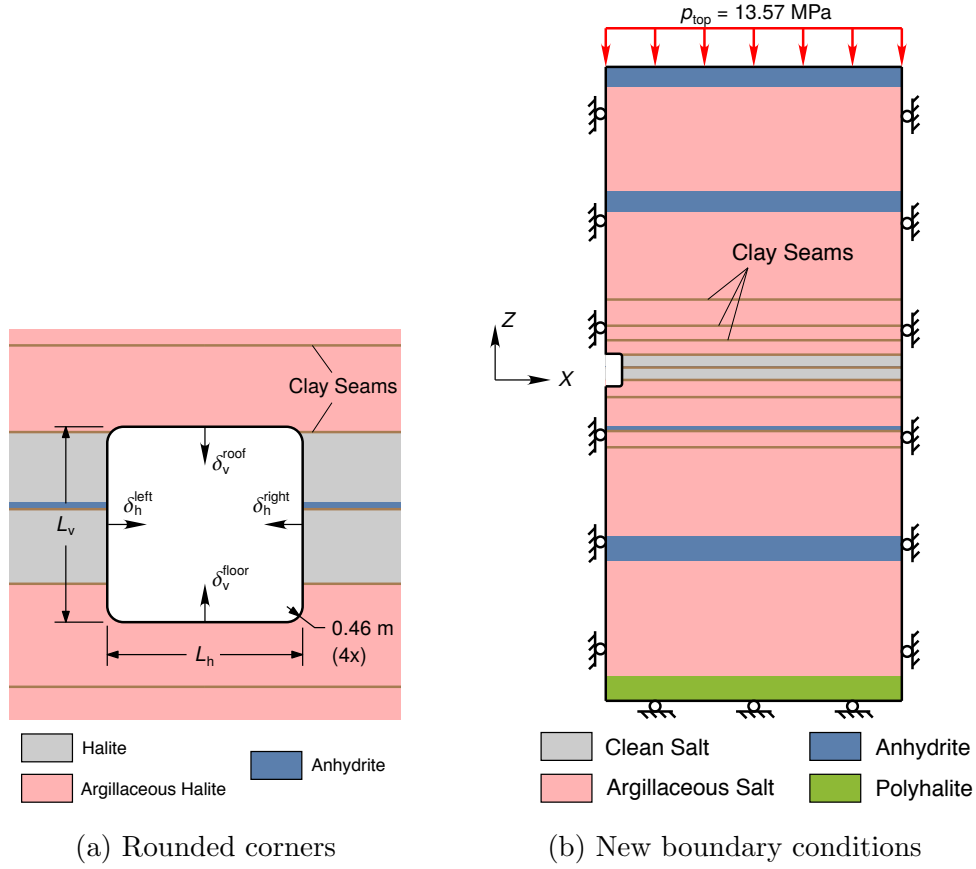 Clay Seams
δ_v^roof
δ_h^left
δ_h^right
L_v
δ_v^floor
0.46 m
(4x)
L_h
Halite
Argillaceous Halite
Anhydrite
(a) Rounded corners
p_top = 13.57 MPa
Clay Seams
Z
X
Clean Salt
Argillaceous Salt
Anhydrite
Polyhalite
(b) New boundary conditions